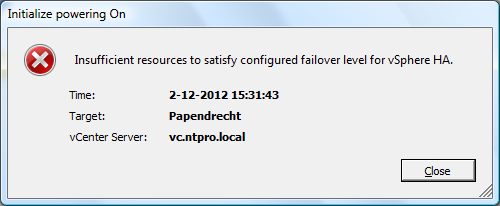 Initialize powering On
Insufficient resources to satisfy configured failover level for vSphere HA.
Time: 2-12-2012 15:31:43
Target: Papendrecht
vCenter Server: vc.ntpro.local
Close